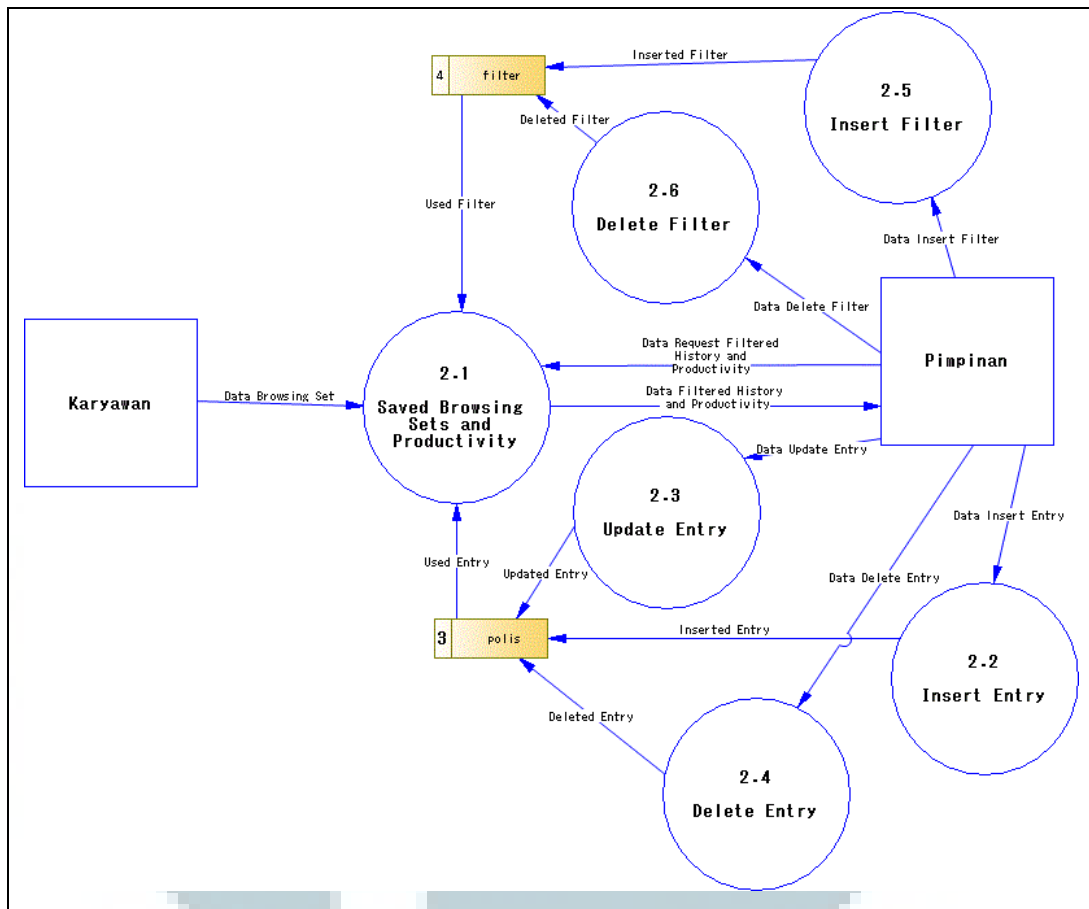 Inserted Filter
4 filter
2.5
Insert Filter
Deleted Filter
2.6
Delete Filter
Used Filter
Data Insert Filter
Data Delete Filter
Karyawan
Data Browsing Set
2.1
Saved Browsing
Sets and
Productivity
Data Request Filtered
History and
Productivity
Data Filtered History
and Productivity
Pimpinan
Data Update Entry
2.3
Update Entry
Data Insert Entry
Used Entry
Updated Entry
Data Delete Entry
3 polis
Inserted Entry
2.2
Insert Entry
Deleted Entry
2.4
Delete Entry